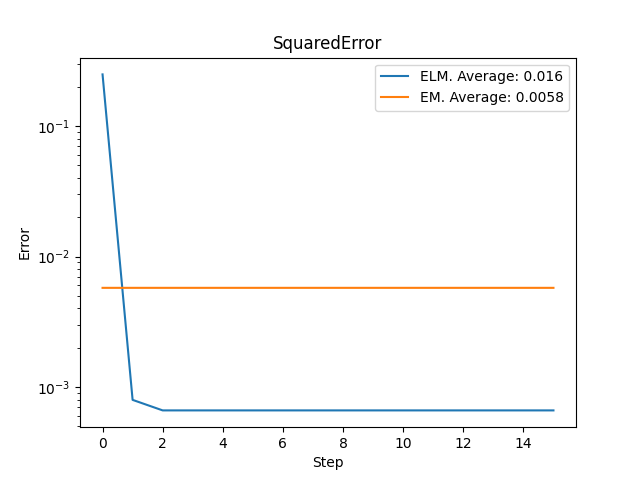 SquaredError
ELM. Average: 0.016
EM. Average: 0.0058
10⁻¹
10⁻²
10⁻³
Error
0 2 4 6 8 10 12 14
Step